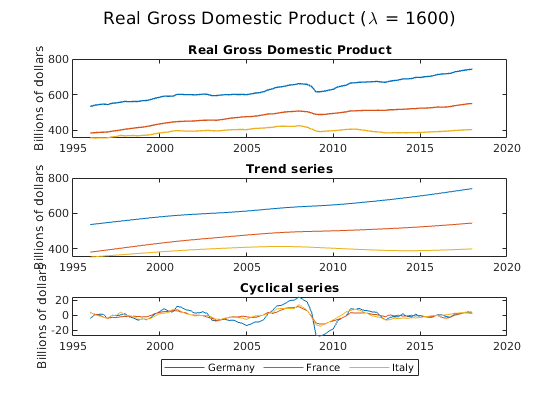 Real Gross Domestic Product (λ = 1600)
Real Gross Domestic Product
Billions of dollars
800
600
400
1995 2000 2005 2010 2015 2020
Trend series
Billions of dollars
800
600
400
1995 2000 2005 2010 2015 2020
Cyclical series
Billions of dollars
20
0
-20
1995 2000 2005 2010 2015 2020
Germany France Italy